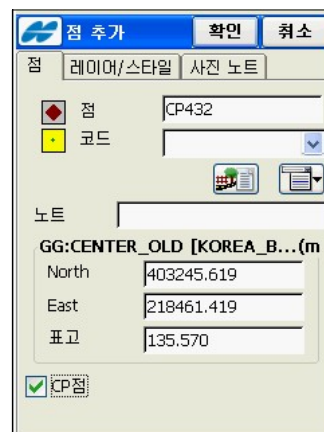 점 추가 확인 취소
점 레이어/스타일 사진 노트
점 CP432
코드
노트
GG:CENTER_OLD [KOREA_B...(m
North 403245.619
East 218461.419
표고 135.570
CP점